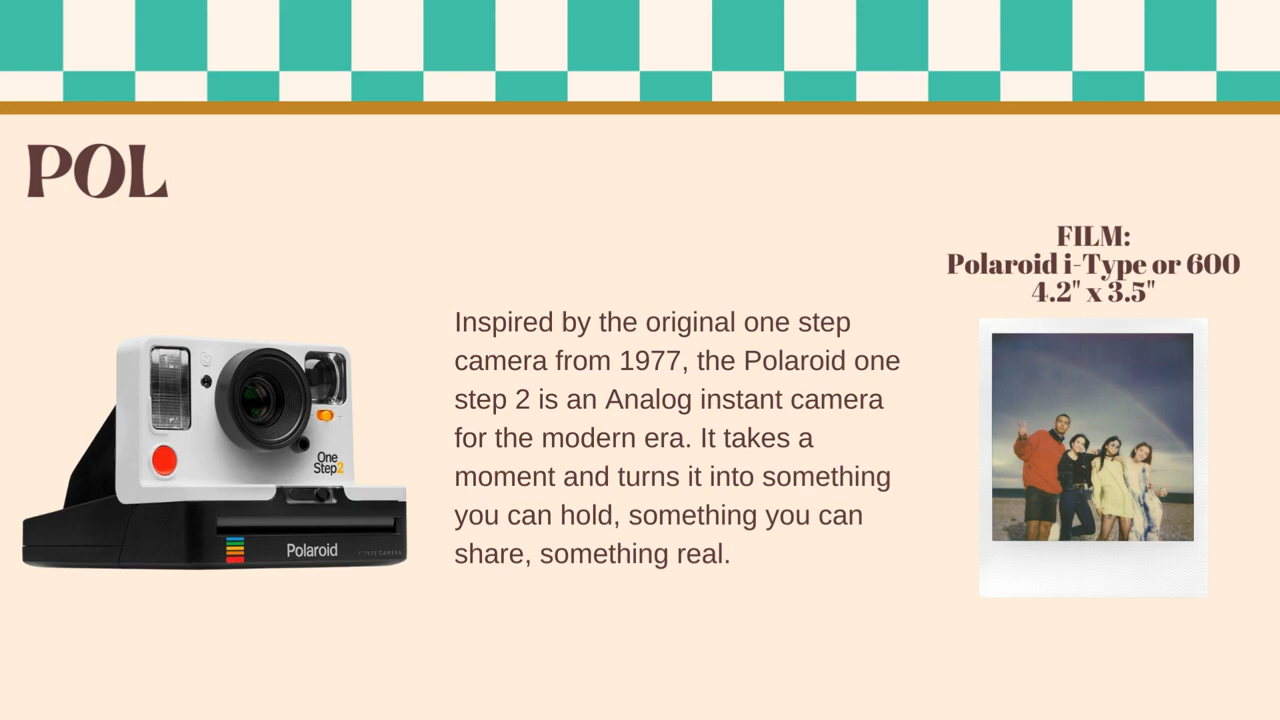 POL
FILM:
Polaroid i-Type or 600
4.2" x 3.5"
Inspired by the original one step
camera from 1977, the Polaroid one
step 2 is an Analog instant camera
for the modern era. It takes a
moment and turns it into something
you can hold, something you can
share, something real.
One
Step2
Polaroid